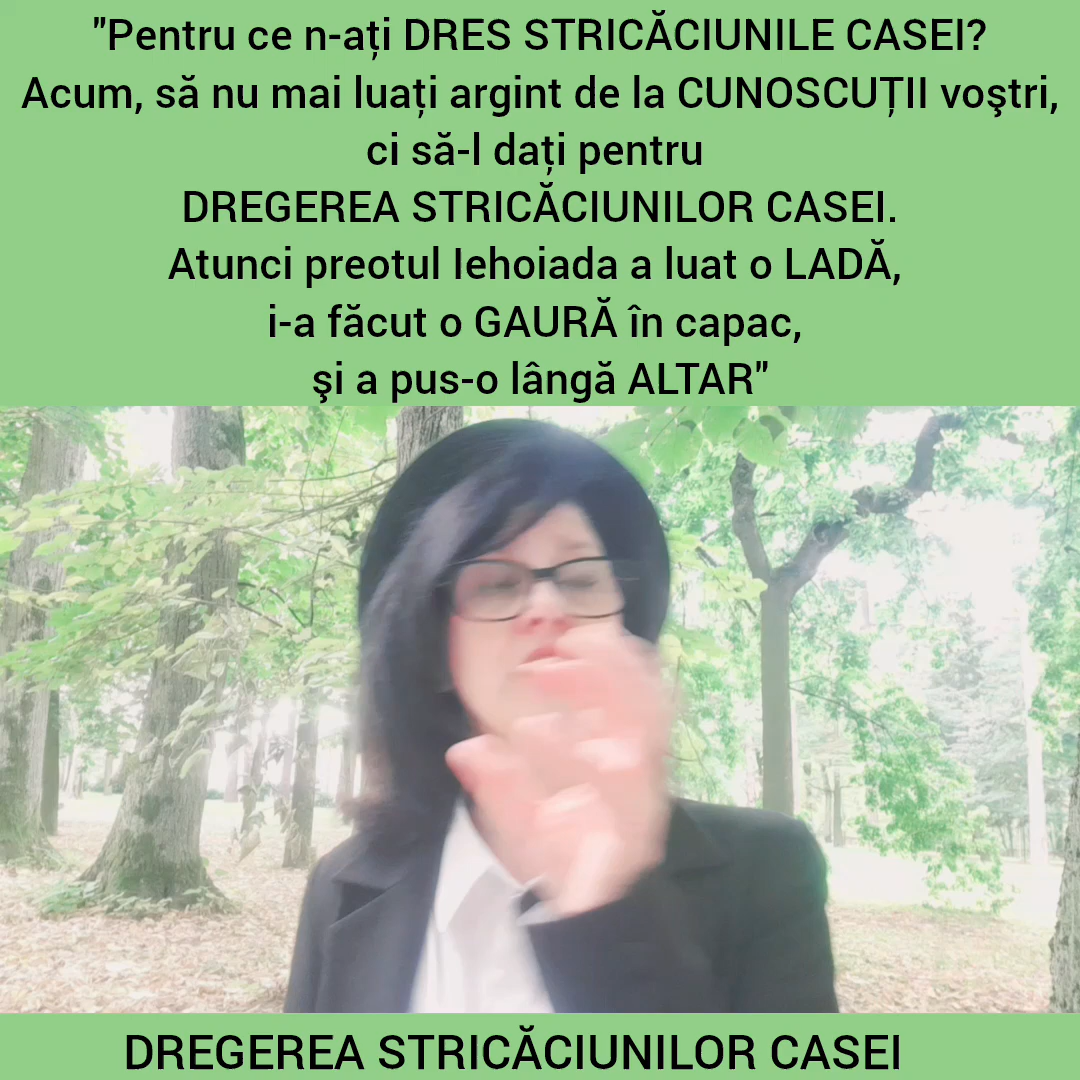 "Pentru ce n-ați DRES STRICĂCIUNILE CASEI?
Acum, să nu mai luați argint de la CUNOSCUȚII voştri,
ci să-l dați pentru
DREGEREA STRICĂCIUNILOR CASEI.
Atunci preotul Iehoiada a luat o LADĂ,
i-a făcut o GAURĂ în capac,
şi a pus-o lângă ALTAR"
DREGEREA STRICĂCIUNILOR CASEI